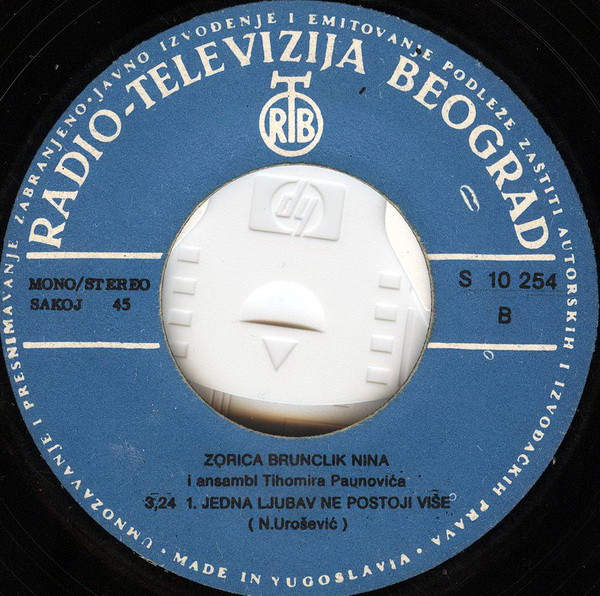 UMNOŽAVANJE I PRESNIMAVANJE ZABRANJENO · JAVNO IZVOĐENJE I EMITOVANJE PODLEŽE ZAŠTITI AUTORSKIH I IZVOĐAČKIH PRAVA ·
RADIO-TELEVIZIJA BEOGRAD
RTB
hp
MONO/STEREO
SAKOJ 45
S 10 254
B
ZORICA BRUNCLIK NINA
i ansambl Tihomira Paunovića
3,24 1. JEDNA LJUBAV NE POSTOJI VIŠE
( N.Urošević )
· MADE IN YUGOSLAVIA ·